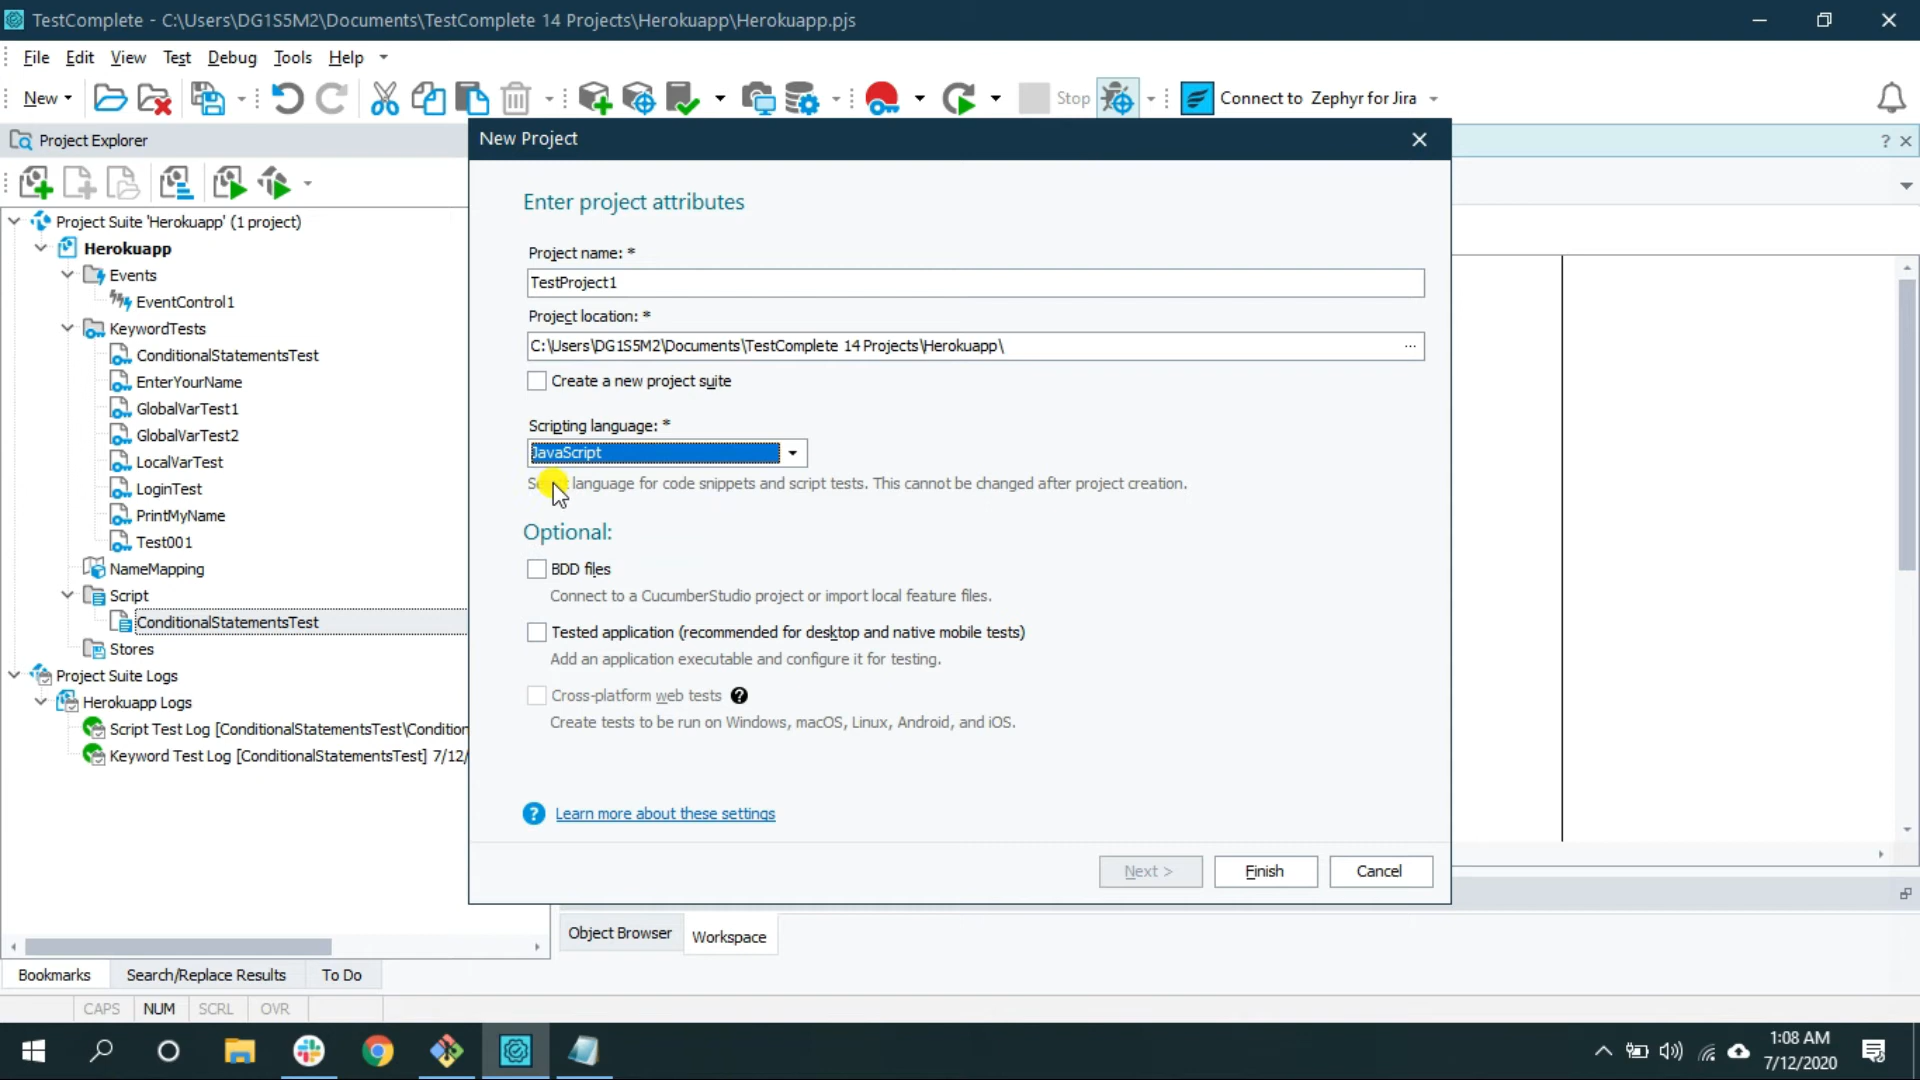 TestComplete - C:\Users\DG1S5M2\Documents\TestComplete 14 Projects\Herokuapp\Herokuapp.pjs
File Edit View Test Debug Tools Help
New Stop Connect to Zephyr for Jira
Project Explorer
Project Suite 'Herokuapp' (1 project)
Herokuapp
Events
EventControl1
KeywordTests
ConditionalStatementsTest
EnterYourName
GlobalVarTest1
GlobalVarTest2
LocalVarTest
LoginTest
PrintMyName
Test001
NameMapping
Script
ConditionalStatementsTest
Stores
Project Suite Logs
Herokuapp Logs
Script Test Log [ConditionalStatementsTest\Condition
Keyword Test Log [ConditionalStatementsTest] 7/12/
New Project
Enter project attributes
Project name: *
TestProject1
Project location: *
C:\Users\DG1S5M2\Documents\TestComplete 14 Projects\Herokuapp\ ...
Create a new project suite
Scripting language: *
JavaScript
language for code snippets and script tests. This cannot be changed after project creation.
Optional:
BDD files
Connect to a CucumberStudio project or import local feature files.
Tested application (recommended for desktop and native mobile tests)
Add an application executable and configure it for testing.
Cross-platform web tests ?
Create tests to be run on Windows, macOS, Linux, Android, and iOS.
? Learn more about these settings
Next > Finish Cancel
Object Browser Workspace
Bookmarks Search/Replace Results To Do
CAPS NUM SCRL OVR
1:08 AM
7/12/2020